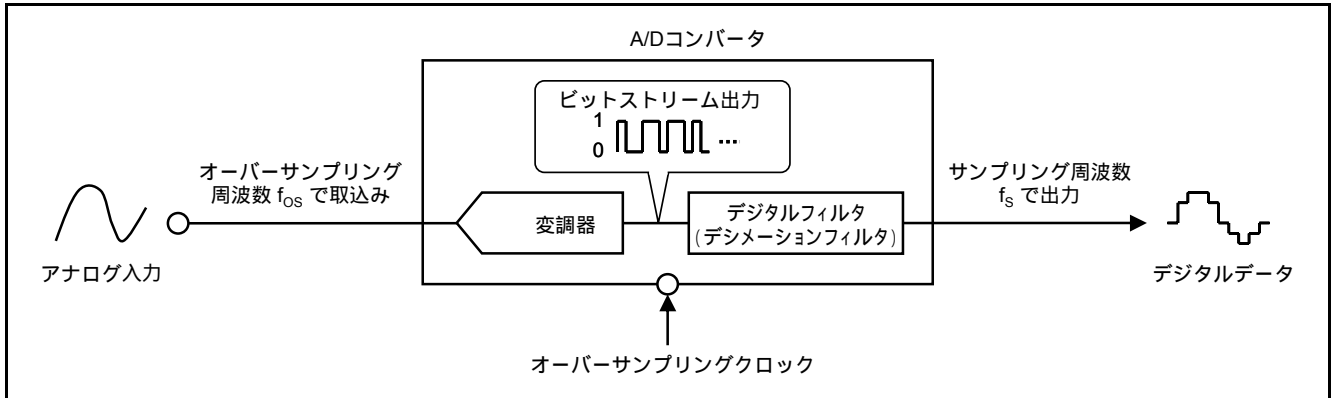 A/Dコンバータ
ビットストリーム出力
1
0
オーバーサンプリング
周波数 fOS で取込み
サンプリング周波数
fS で出力
変調器
デジタルフィルタ
(デシメーションフィルタ)
アナログ入力
デジタルデータ
オーバーサンプリングクロック